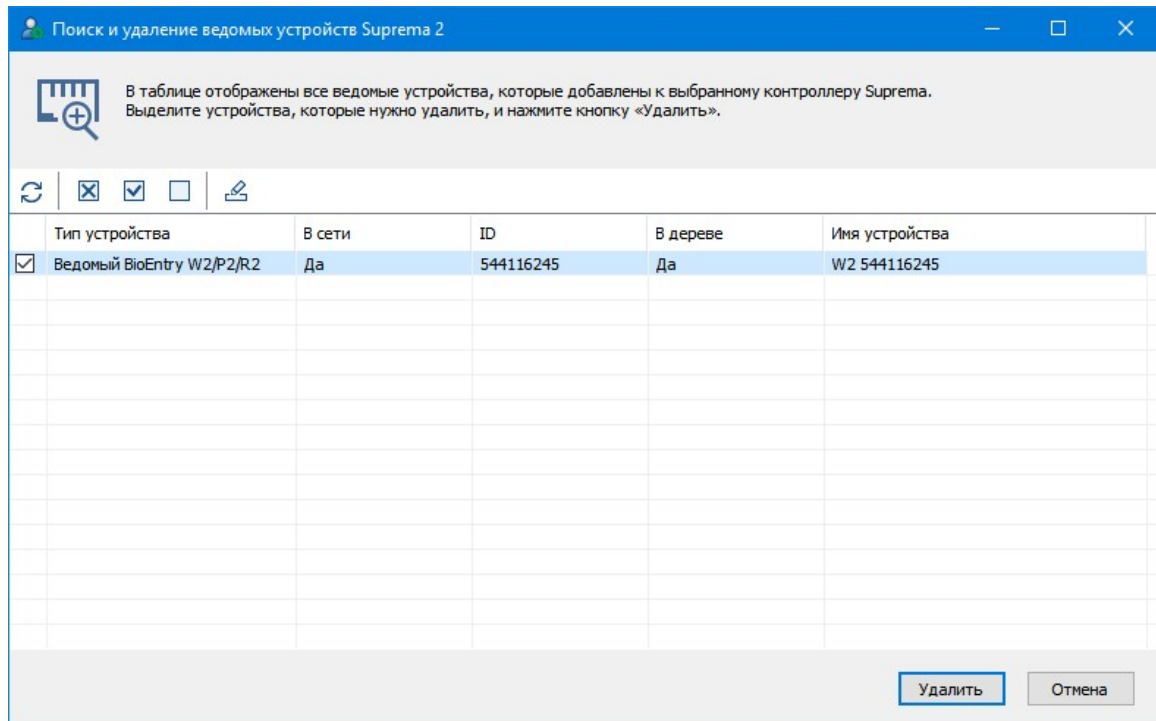 Поиск и удаление ведомых устройств Suprema 2
В таблице отображены все ведомые устройства, которые добавлены к выбранному контроллеру Suprema.
Выделите устройства, которые нужно удалить, и нажмите кнопку «Удалить».
Тип устройства В сети ID В дереве Имя устройства
Ведомый BioEntry W2/P2/R2 Да 544116245 Да W2 544116245
Удалить Отмена